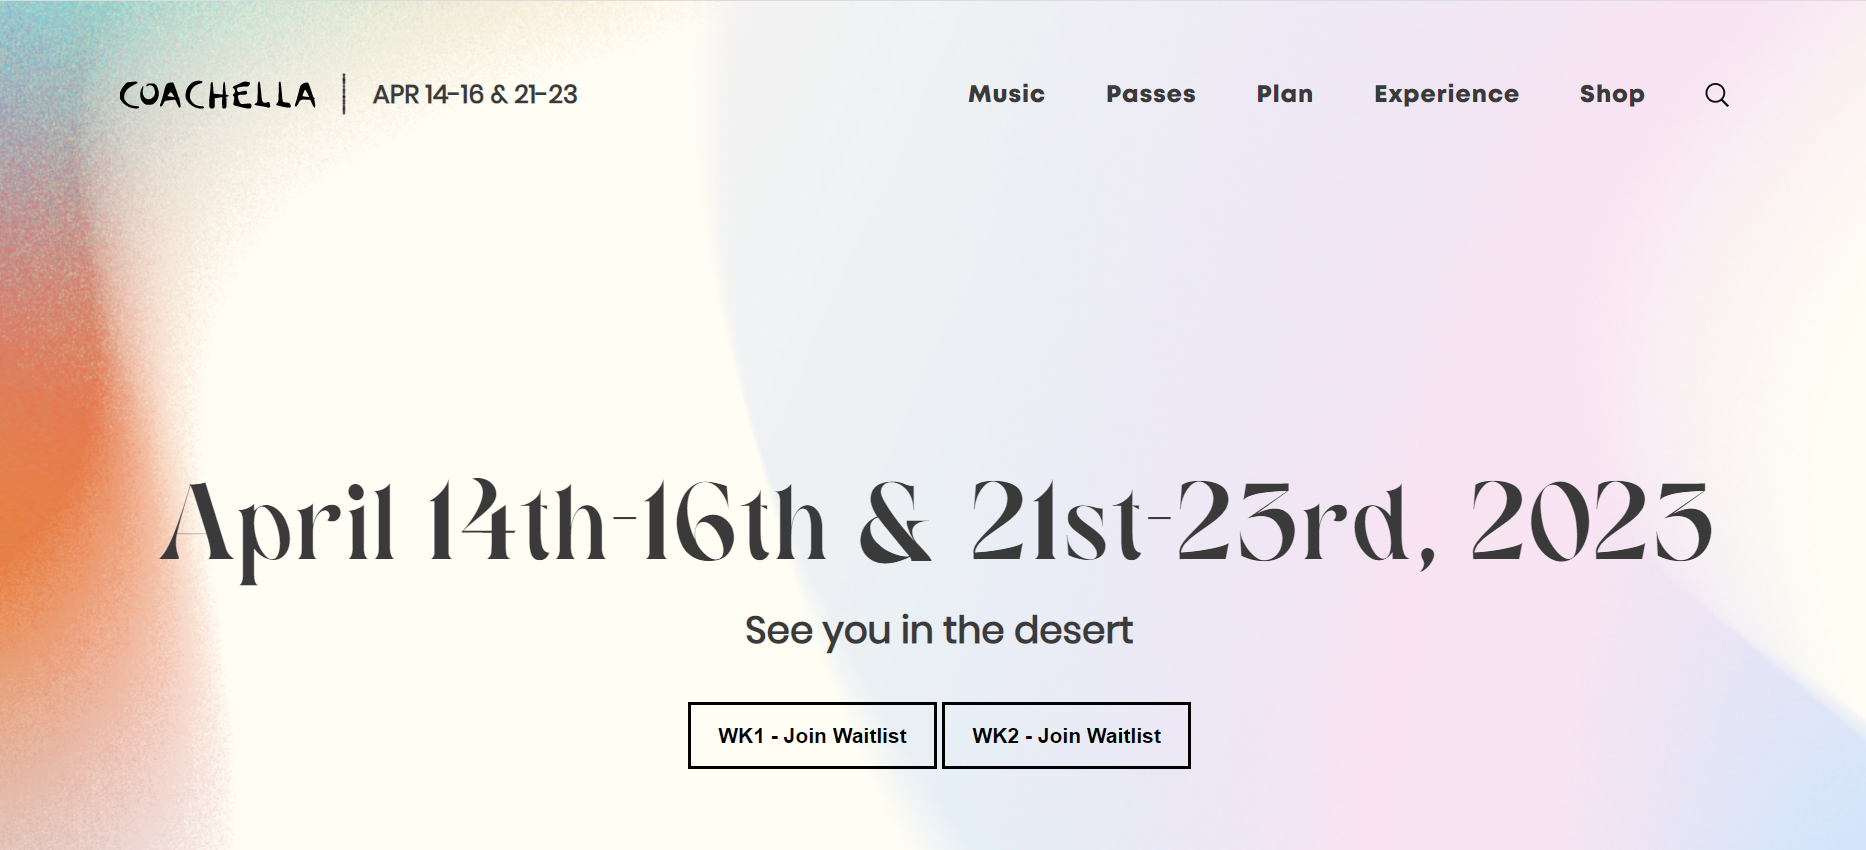 COACHELLA | APR 14-16 & 21-23 Music Passes Plan Experience Shop
April 14th-16th & 21st-23rd, 2023
See you in the desert
WK1 - Join Waitlist WK2 - Join Waitlist